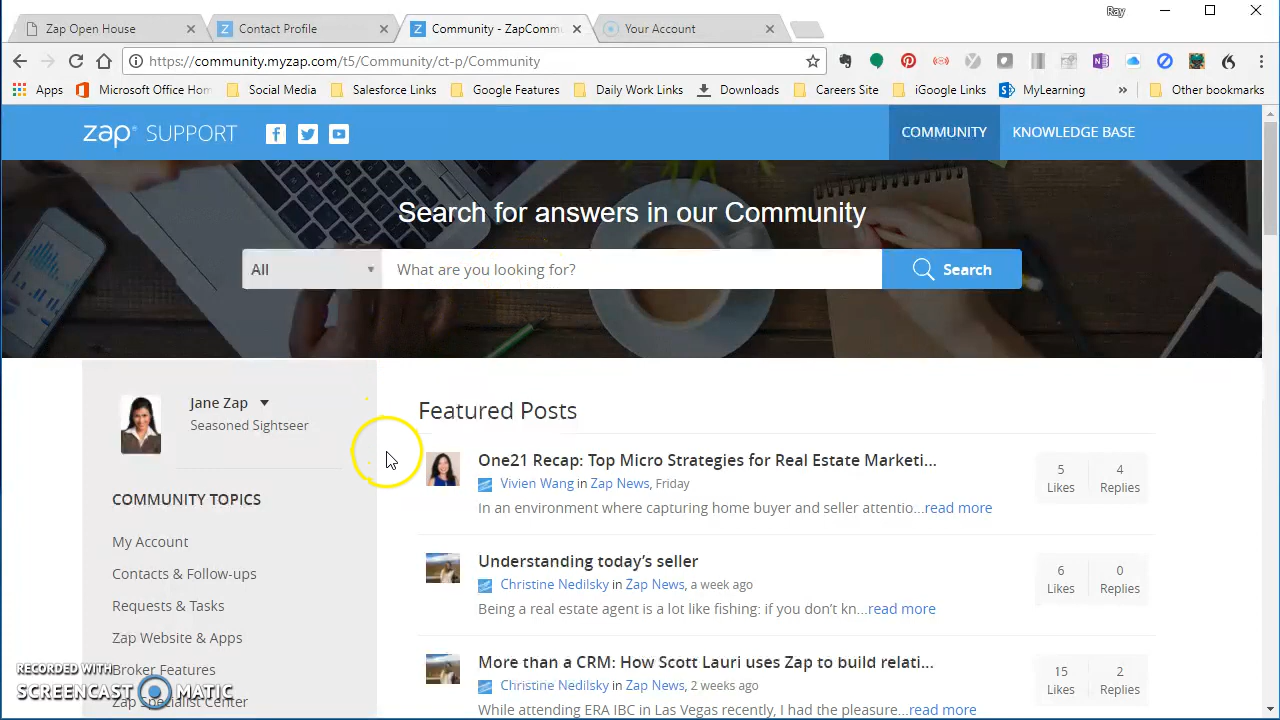 Ray
Zap Open House
Contact Profile
Community - ZapCommu
Your Account
http://community.myzap.com/t5/community/ct-p/Community
Apps
Microsoft Office Hom
Social Media
Salesforce Links
Google Features
Daily Work Links
Downloads
Careers Site
iGoogle Links
MyLearning
»
Other bookmarks
zap SUPPORT
COMMUNITY
KNOWLEDGE BASE
Search for answers in our Community
All
What are you looking for?
Search
Jane Zap
Seasoned Sightseer
COMMUNITY TOPICS
My Account
Contacts & Follow-ups
Requests & Tasks
Zap Website & Apps
Broker Features
Zap Specialist Center
Featured Posts
One21 Recap: Top Micro Strategies for Real Estate Marketi...
Vivien Wang in Zap News, Friday
In an environment where capturing home buyer and seller attentio...read more
5 Likes
4 Replies
Understanding today's seller
Christine Nedilsky in Zap News, a week ago
Being a real estate agent is a lot like fishing: if you don't kn...read more
6 Likes
0 Replies
More than a CRM: How Scott Lauri uses Zap to build relati...
Christine Nedilsky in Zap News, 2 weeks ago
While attending ERA IBC in Las Vegas recently, I had the pleasure...read more
15 Likes
2 Replies
RECORDED WITH
SCREENCAST MATIC